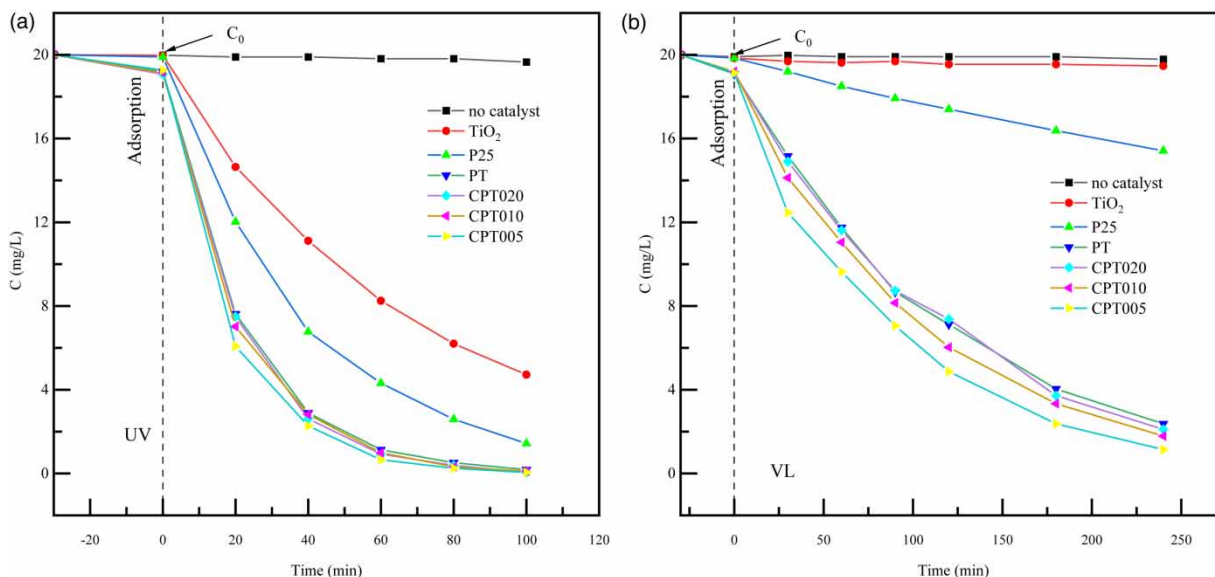 (a)
20
16
12
8
4
0
C (mg/L)
C₀
Adsorption
no catalyst
TiO₂
P25
PT
CPT020
CPT010
CPT005
UV
-20
0
20
40
60
80
100
120
Time (min)
(b)
20
16
12
8
4
0
C (mg/L)
C₀
Adsorption
no catalyst
TiO₂
P25
PT
CPT020
CPT010
CPT005
VL
0
50
100
150
200
250
Time (min)